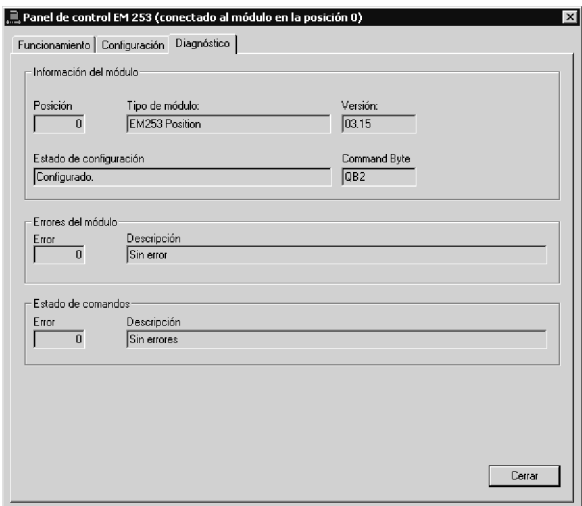 Panel de control EM 253 (conectado al módulo en la posición 0)
Funcionamiento Configuración Diagnóstico
Información del módulo
Posición Tipo de módulo: Versión:
0 EM253 Position 03.15
Estado de configuración Command Byte
Configurado. QB2
Errores del módulo
Error Descripción
0 Sin error
Estado de comandos
Error Descripción
0 Sin errores
Cerrar